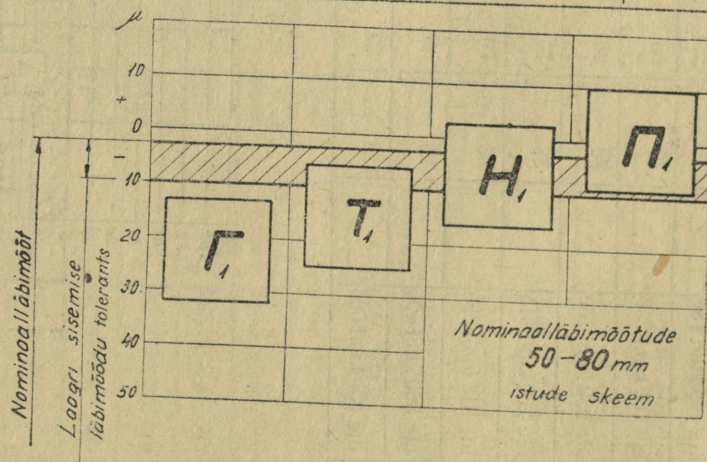 μ
10
+
0
−
10
20
30
40
50
Г₁
Т₁
Н₁
П₁
Nominaalläbimõõt
Laagri sisemise
läbimõõdu tolerants
Nominaalläbimõõtude
50-80 mm
istude skeem